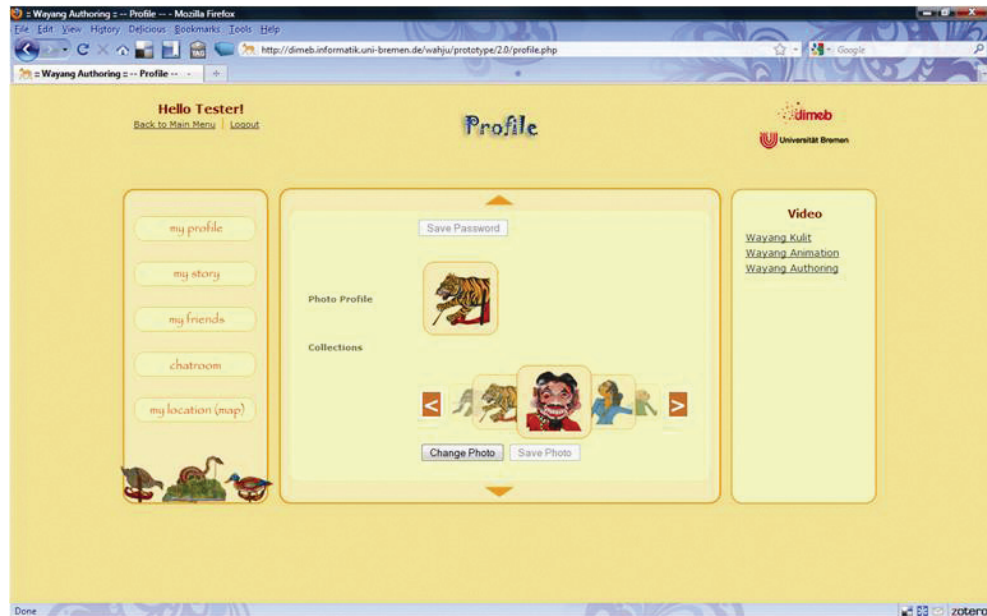 :: Wayang Authoring :: -- Profile -- - Mozilla Firefox
File Edit View History Delicious Bookmarks Tools Help
TAG
http://dimeb.informatik.uni-bremen.de/wahju/prototype/2.0/profile.php
Google
:: Wayang Authoring :: -- Profile --
Hello Tester!
Back to Main Menu | Logout
Profile
dimeb
Universität Bremen
my profile
my story
my friends
chatroom
my location (map)
Save Password
Photo Profile
Collections
< >
Change Photo Save Photo
Video
Wayang Kulit
Wayang Animation
Wayang Authoring
Done
zotero